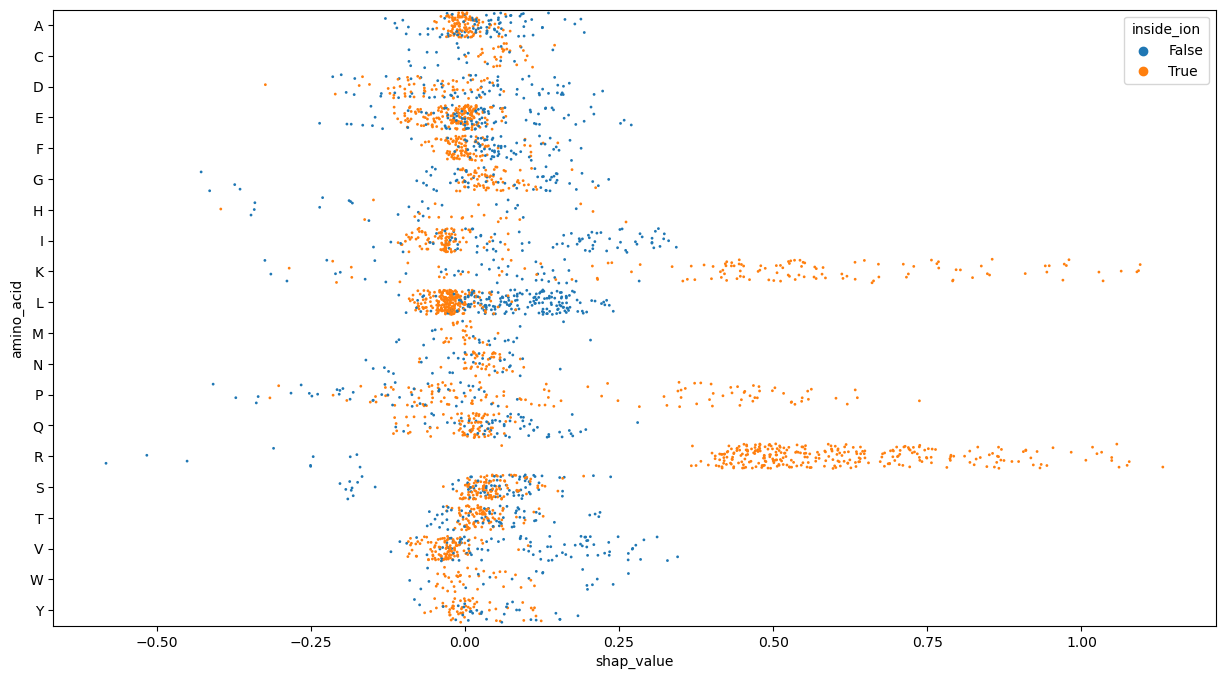 inside_ion
False
True
amino_acid
A
C
D
E
F
G
H
I
K
L
M
N
P
Q
R
S
T
V
W
Y
−0.50 −0.25 0.00 0.25 0.50 0.75 1.00
shap_value